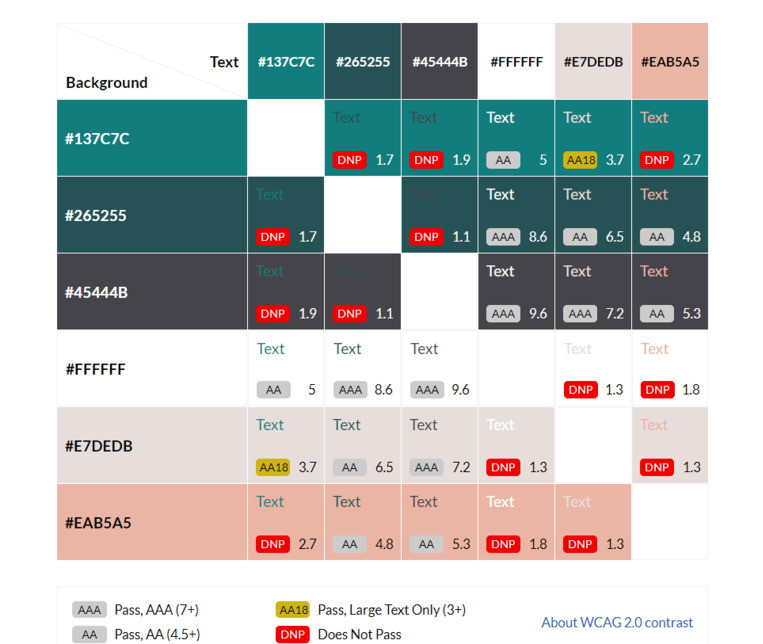 Text #137C7C #265255 #45444B #FFFFFF #E7DEDB #EAB5A5
Background
#137C7C
Text Text Text Text Text
DNP 1.7 DNP 1.9 AA 5 AA18 3.7 DNP 2.7
#265255
Text Text Text Text Text
DNP 1.7 DNP 1.1 AAA 8.6 AA 6.5 AA 4.8
#45444B
Text Text Text Text Text
DNP 1.9 DNP 1.1 AAA 9.6 AAA 7.2 AA 5.3
#FFFFFF
Text Text Text Text Text
AA 5 AAA 8.6 AAA 9.6 DNP 1.3 DNP 1.8
#E7DEDB
Text Text Text Text Text
AA18 3.7 AA 6.5 AAA 7.2 DNP 1.3 DNP 1.3
#EAB5A5
Text Text Text Text Text
DNP 2.7 AA 4.8 AA 5.3 DNP 1.8 DNP 1.3
AAA Pass, AAA (7+) AA18 Pass, Large Text Only (3+)
About WCAG 2.0 contrast
AA Pass, AA (4.5+) DNP Does Not Pass